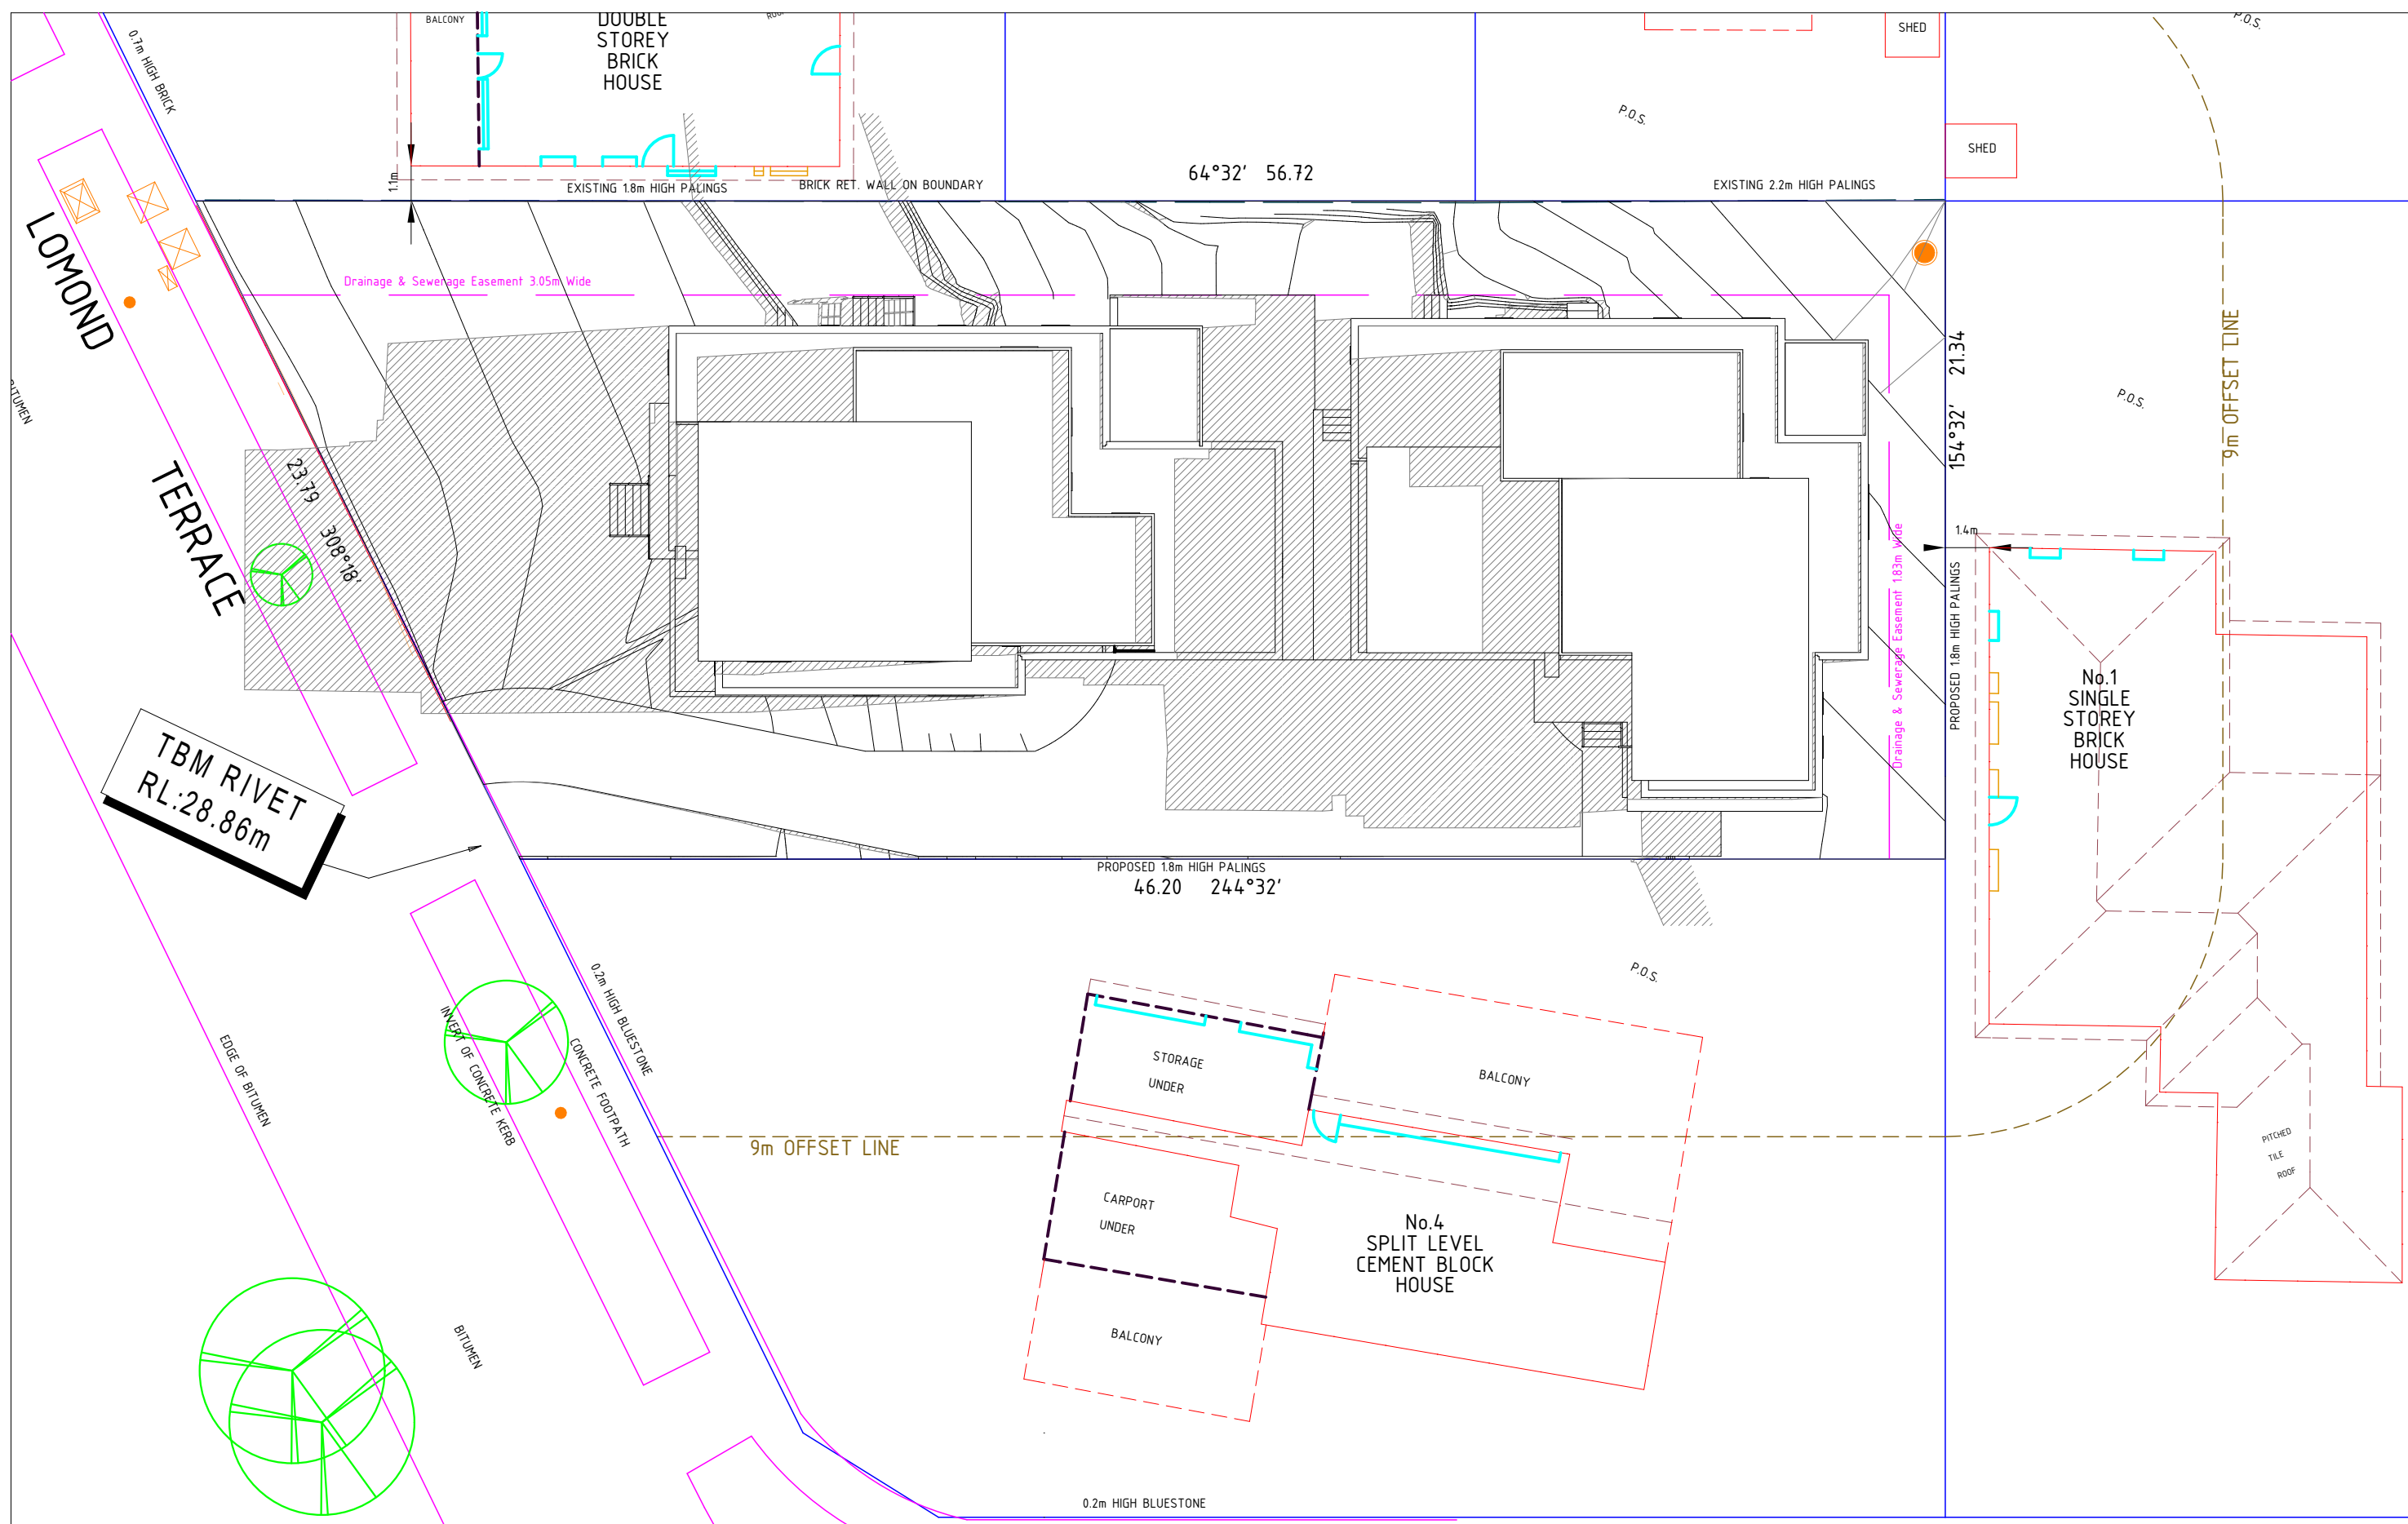 BALCONY
DOUBLE
STOREY
BRICK
HOUSE
SHED
P.O.S.
0.7m HIGH BRICK
P.O.S.
SHED
1.1m
EXISTING 1.8m HIGH PALINGS
BRICK RET. WALL ON BOUNDARY
64°32' 56.72
EXISTING 2.2m HIGH PALINGS
LOMOND
TERRACE
Drainage & Sewerage Easement 3.05m Wide
BITUMEN
23.79 308°18'
154°32' 21.34
9m OFFSET LINE
P.O.S.
1.4m
Drainage & Sewerage Easement 1.83m Wide
PROPOSED 1.8m HIGH PALINGS
No.1
SINGLE
STOREY
BRICK
HOUSE
TBM RIVET
RL:28.86m
PROPOSED 1.8m HIGH PALINGS
46.20 244°32'
0.2m HIGH BLUESTONE
P.O.S.
EDGE OF BITUMEN
INVERT OF CONCRETE KERB
CONCRETE FOOTPATH
STORAGE
UNDER
BALCONY
9m OFFSET LINE
PITCHED
TILE
ROOF
CARPORT
UNDER
No.4
SPLIT LEVEL
CEMENT BLOCK
HOUSE
BALCONY
BITUMEN
0.2m HIGH BLUESTONE